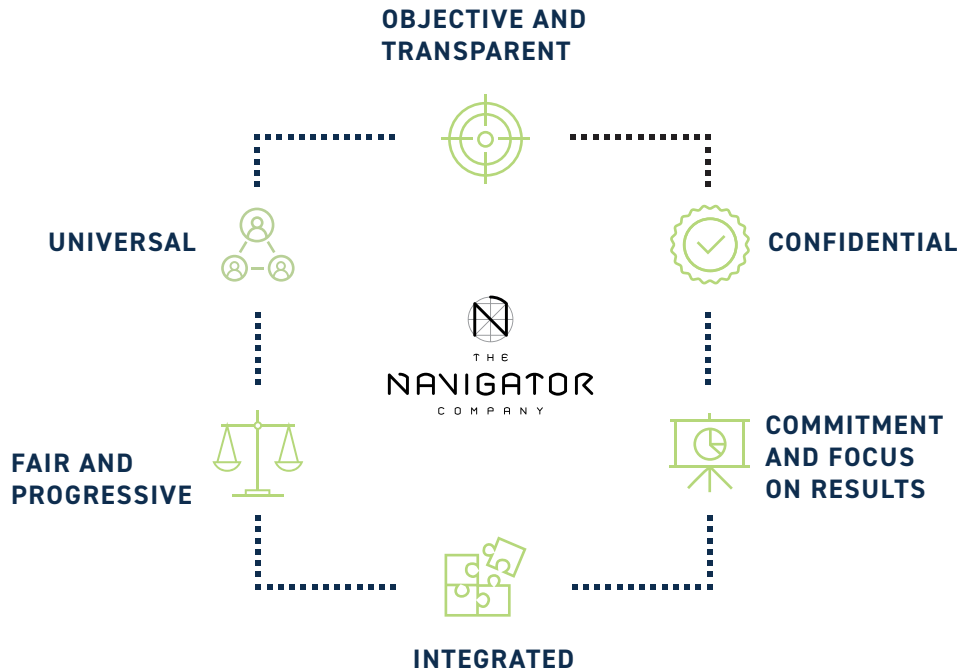 OBJECTIVE AND
TRANSPARENT
UNIVERSAL
CONFIDENTIAL
THE
NAVIGATOR
COMPANY
FAIR AND
PROGRESSIVE
COMMITMENT
AND FOCUS
ON RESULTS
INTEGRATED